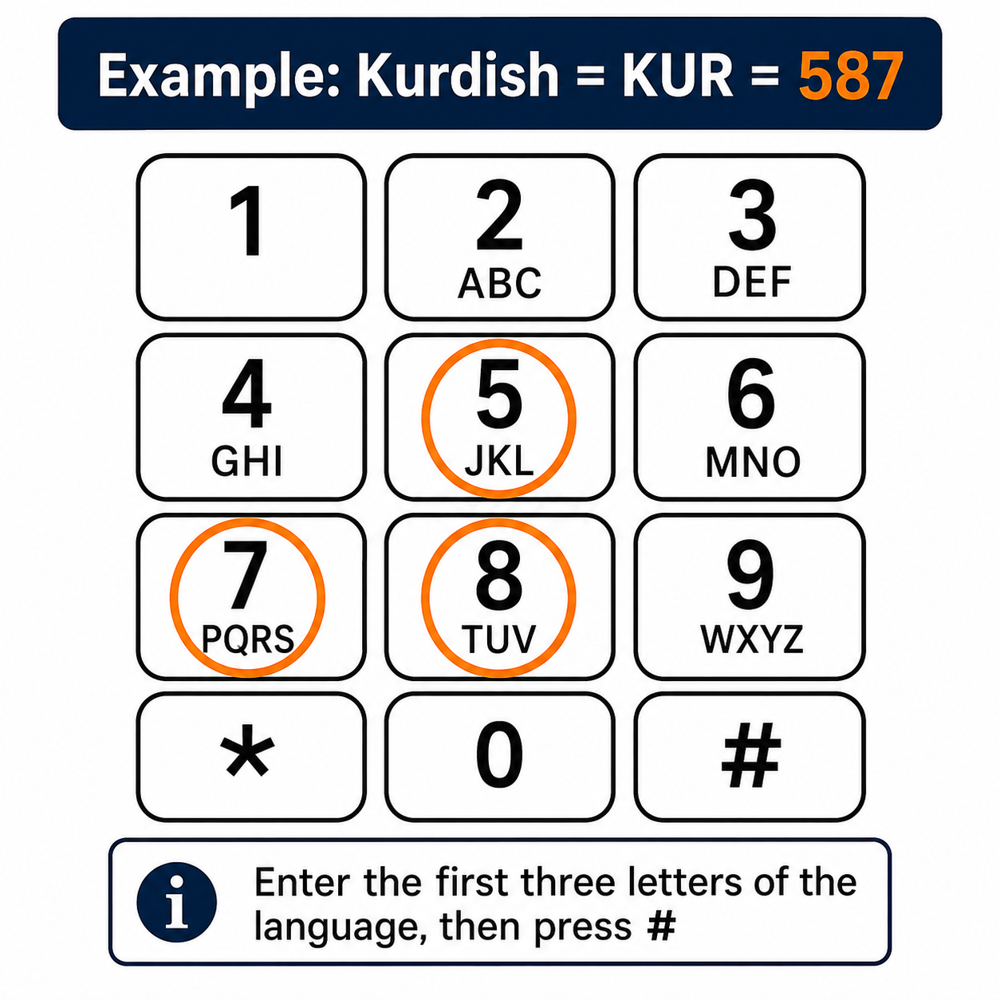 Example: Kurdish = KUR = 587
1
2
ABC
3
DEF
4
GHI
5
JKL
6
MNO
7
PQRS
8
TUV
9
WXYZ
*
0
#
i
Enter the first three letters of the
language, then press #